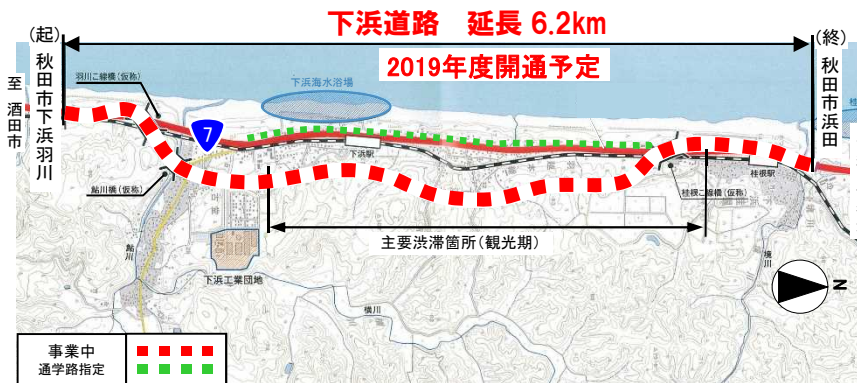 下浜道路 延長 6.2km
2019年度開通予定
(起)
秋田市下浜羽川
至 酒田市
(終)
秋田市浜田
羽川こ線橋(仮称)
下浜海水浴場
7
下浜駅
鮎川橋(仮称)
桂根こ線橋(仮称)
桂根駅
主要渋滞箇所(観光期)
鮎川
下浜工業団地
横川
境川
N
事業中
通学路指定